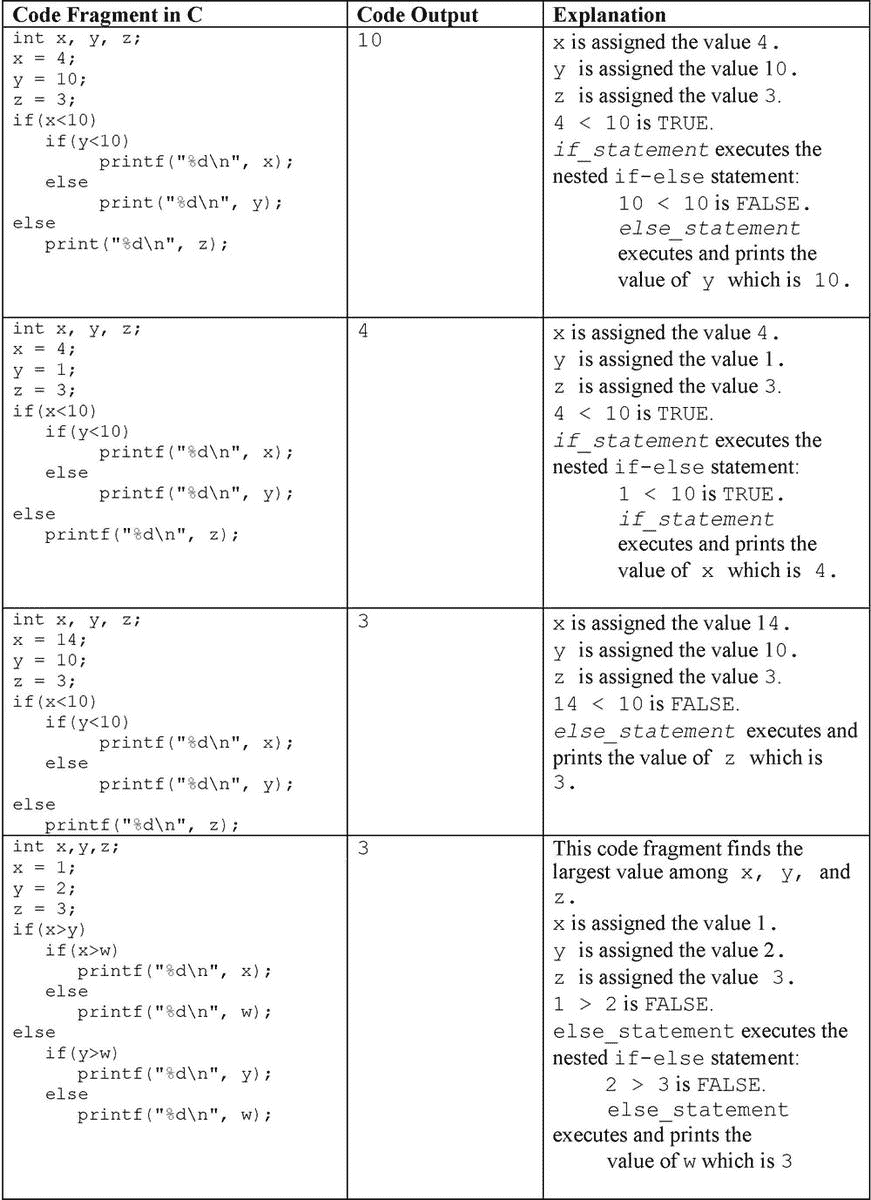 Code Fragment in C
Code Output
Explanation
int x, y, z;
x = 4;
y = 10;
z = 3;
if(x<10)
if(y<10)
printf("%d\n", x);
else
print("%d\n", y);
else
print("%d\n", z);
10
x is assigned the value 4.
y is assigned the value 10.
z is assigned the value 3.
4 < 10 is TRUE.
if_statement executes the
nested if-else statement:
10 < 10 is FALSE.
else_statement
executes and prints the
value of y which is 10.
int x, y, z;
x = 4;
y = 1;
z = 3;
if(x<10)
if(y<10)
printf("%d\n", x);
else
printf("%d\n", y);
else
printf("%d\n", z);
4
x is assigned the value 4.
y is assigned the value 1.
z is assigned the value 3.
4 < 10 is TRUE.
if_statement executes the
nested if-else statement:
1 < 10 is TRUE.
if_statement
executes and prints the
value of x which is 4.
int x, y, z;
x = 14;
y = 10;
z = 3;
if(x<10)
if(y<10)
printf("%d\n", x);
else
printf("%d\n", y);
else
printf("%d\n", z);
3
x is assigned the value 14.
y is assigned the value 10.
z is assigned the value 3.
14 < 10 is FALSE.
else_statement executes and
prints the value of z which is
3.
int x,y,z;
x = 1;
y = 2;
z = 3;
if(x>y)
if(x>w)
printf("%d\n", x);
else
printf("%d\n", w);
else
if(y>w)
printf("%d\n", y);
else
printf("%d\n", w);
3
This code fragment finds the
largest value among x, y, and
z.
x is assigned the value 1.
y is assigned the value 2.
z is assigned the value 3.
1 > 2 is FALSE.
else_statement executes the
nested if-else statement:
2 > 3 is FALSE.
else_statement
executes and prints the
value of w which is 3